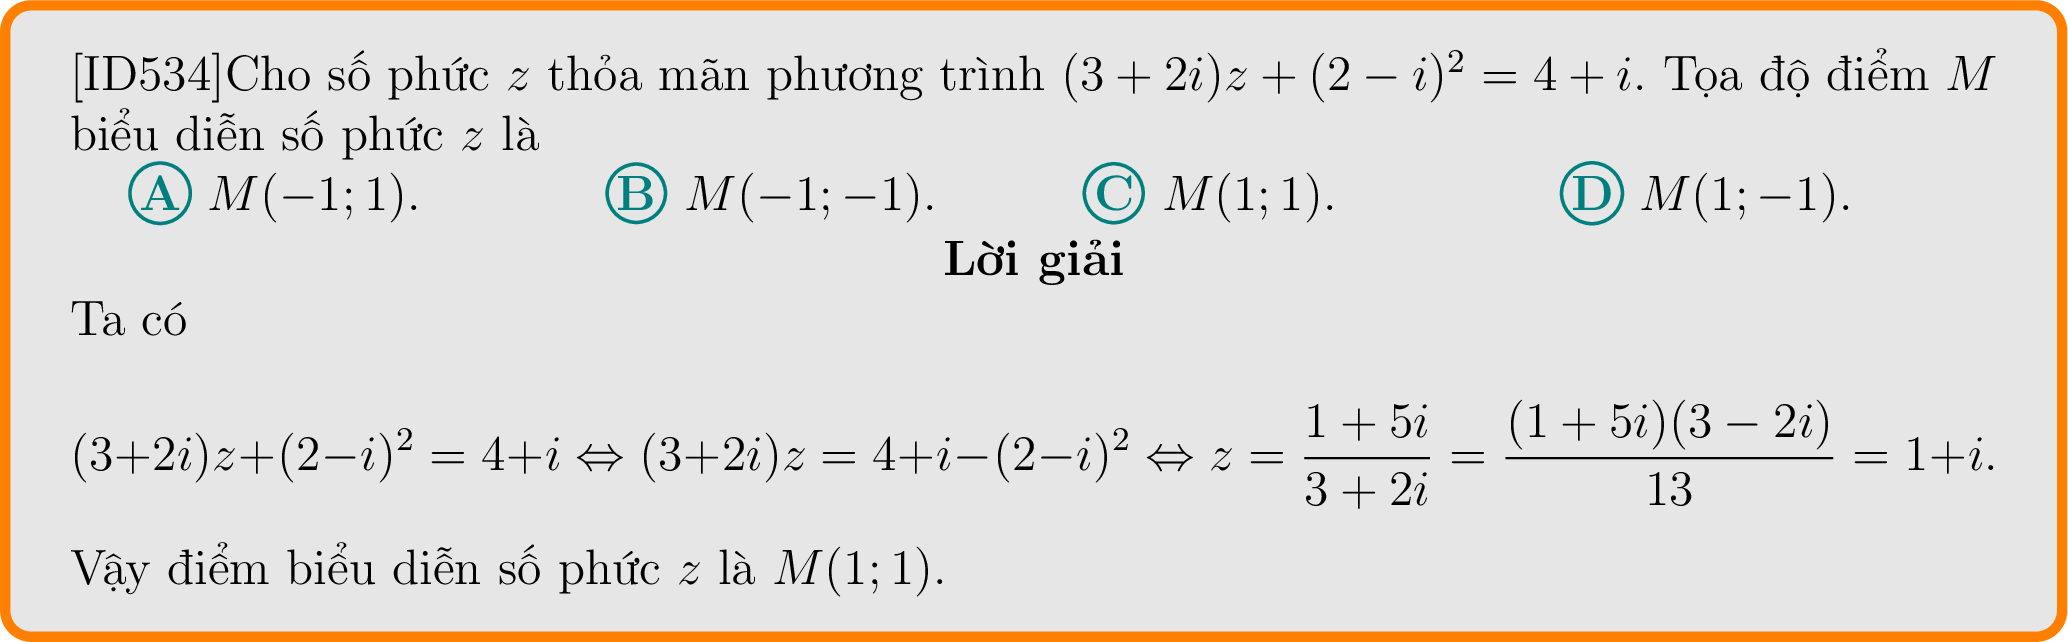 [ID534]Cho số phức z thỏa mãn phương trình (3 + 2i)z + (2 − i)² = 4 + i. Tọa độ điểm M
biểu diễn số phức z là
A M(−1; 1). B M(−1; −1). C M(1; 1). D M(1; −1).
Lời giải
Ta có
(3+2i)z+(2−i)² = 4+i ⇔ (3+2i)z = 4+i−(2−i)² ⇔ z = \frac{1 + 5i}{3 + 2i} = \frac{(1 + 5i)(3 − 2i)}{13} = 1+i.
Vậy điểm biểu diễn số phức z là M(1; 1).